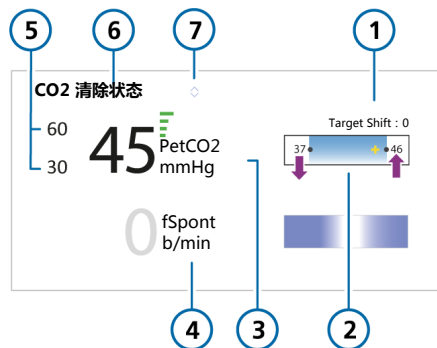 5 6 7 1
CO2 清除状态
Target Shift : 0
60
45
PetCO2
mmHg
30
37 46
0
fSpont
b/min
4 3 2